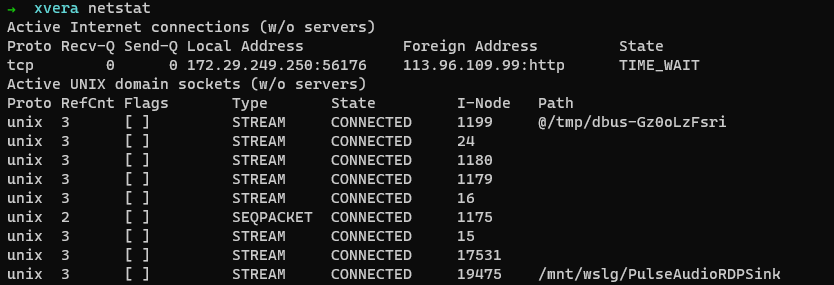 → xvera netstat
Active Internet connections (w/o servers)
Proto Recv-Q Send-Q Local Address           Foreign Address         State
tcp        0      0 172.29.249.250:56176    113.96.109.99:http      TIME_WAIT
Active UNIX domain sockets (w/o servers)
Proto RefCnt Flags       Type       State         I-Node   Path
unix  3      [ ]         STREAM     CONNECTED     1199     @/tmp/dbus-Gz0oLzFsri
unix  3      [ ]         STREAM     CONNECTED     24
unix  3      [ ]         STREAM     CONNECTED     1180
unix  3      [ ]         STREAM     CONNECTED     1179
unix  3      [ ]         STREAM     CONNECTED     16
unix  2      [ ]         SEQPACKET  CONNECTED     1175
unix  3      [ ]         STREAM     CONNECTED     15
unix  3      [ ]         STREAM     CONNECTED     17531
unix  3      [ ]         STREAM     CONNECTED     19475    /mnt/wslg/PulseAudioRDPSink